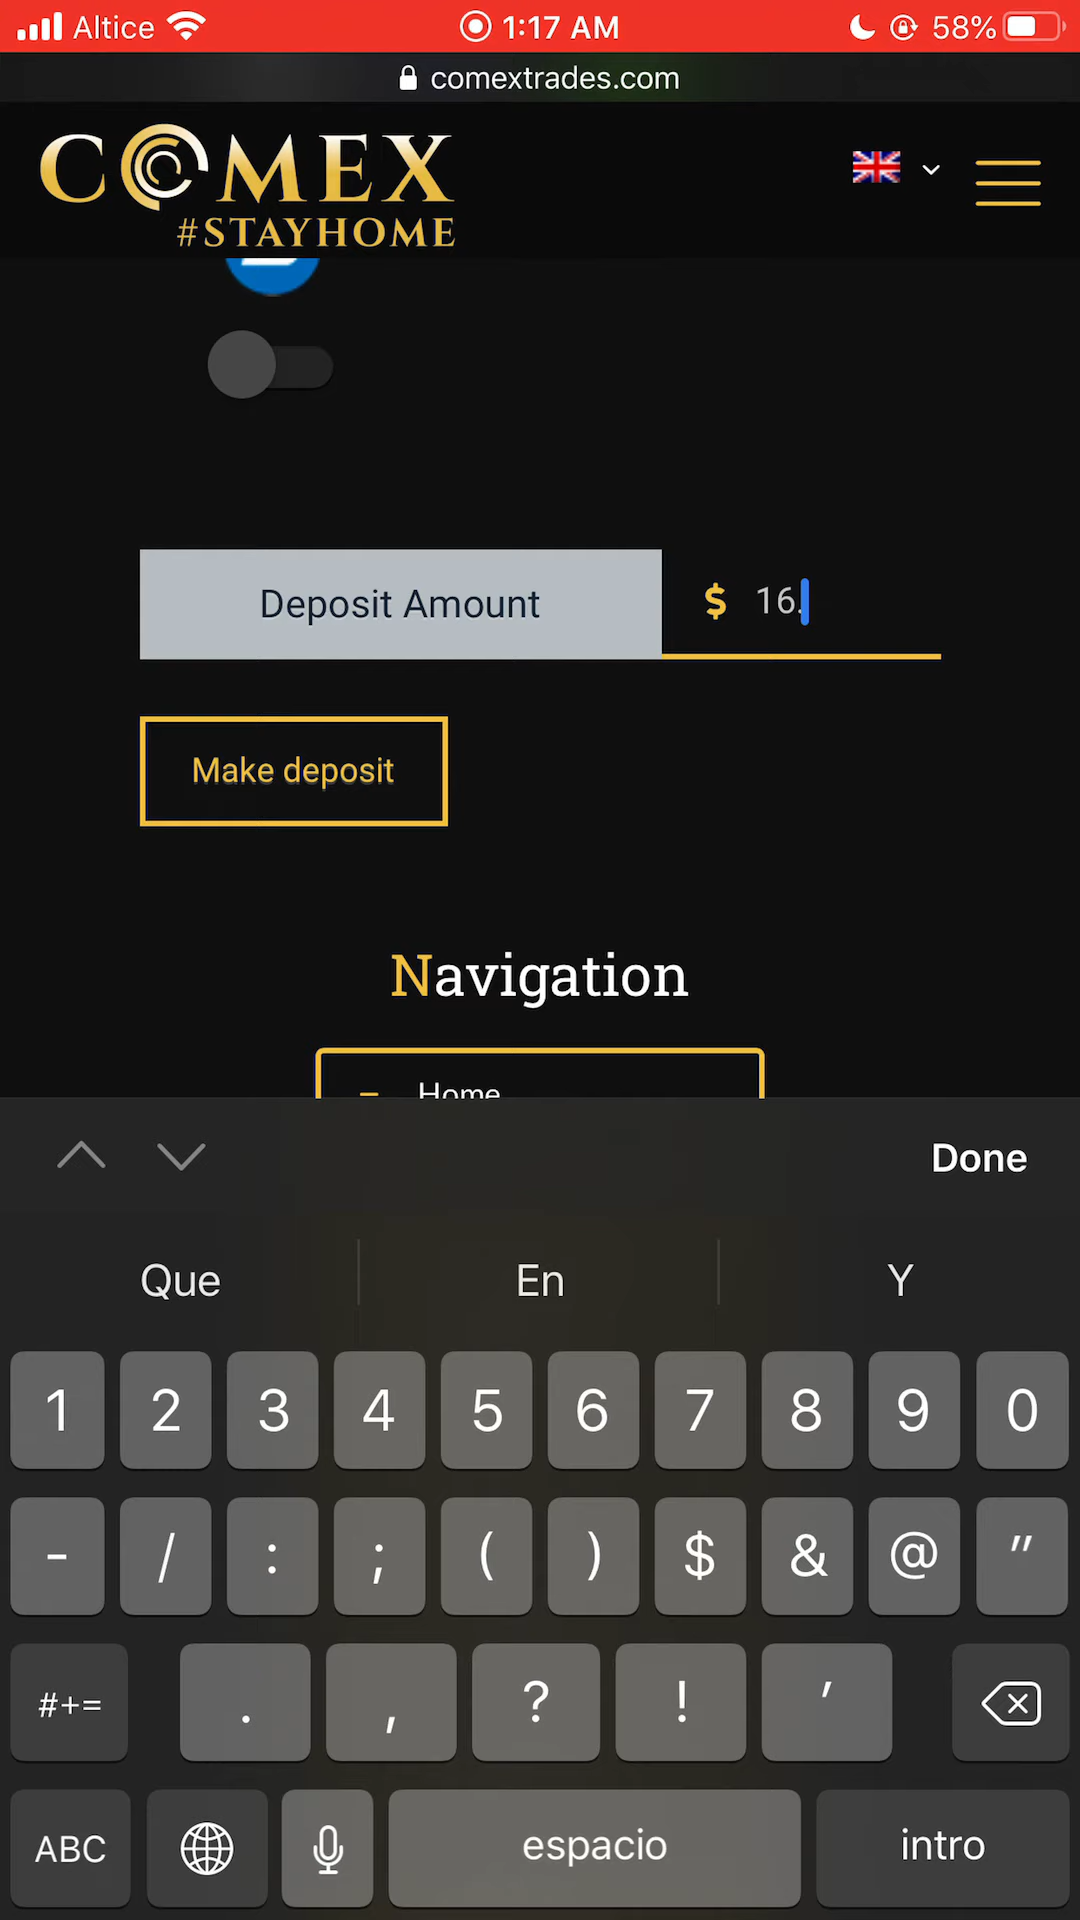 Altice 1:17 AM 58%
comextrades.com
COMEX
#STAYHOME
Deposit Amount $ 16.
Make deposit
Navigation
Home
Done
Que En Y
1 2 3 4 5 6 7 8 9 0
- / : ; ( ) $ & @ "
#+= . , ? ! '
ABC espacio intro